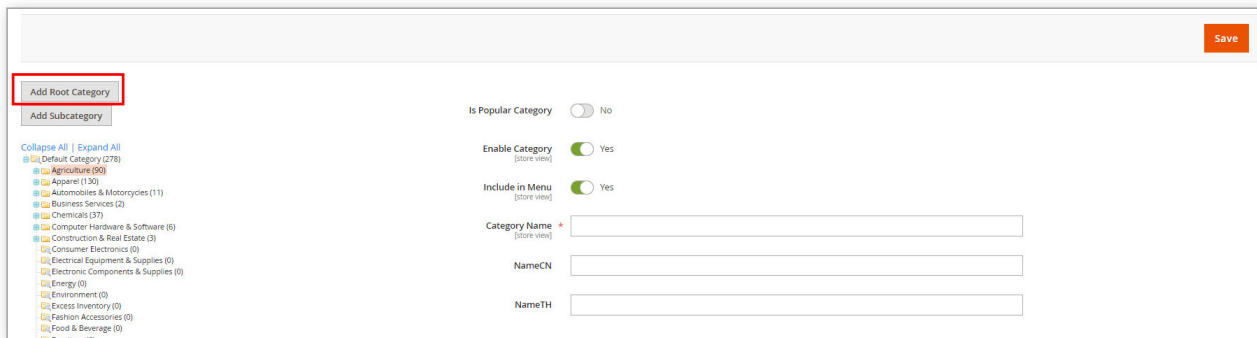 Save
Add Root Category
Add Subcategory
Collapse All | Expand All
Default Category (278)
Agriculture (90)
Apparel (130)
Automobiles & Motorcycles (11)
Business Services (2)
Chemicals (37)
Computer Hardware & Software (6)
Construction & Real Estate (3)
Consumer Electronics (0)
Electrical Equipment & Supplies (0)
Electronic Components & Supplies (0)
Energy (0)
Environment (0)
Excess Inventory (0)
Fashion Accessories (0)
Food & Beverage (0)
Is Popular Category No
Enable Category Yes
[store view]
Include in Menu Yes
[store view]
Category Name *
[store view]
NameCN
NameTH